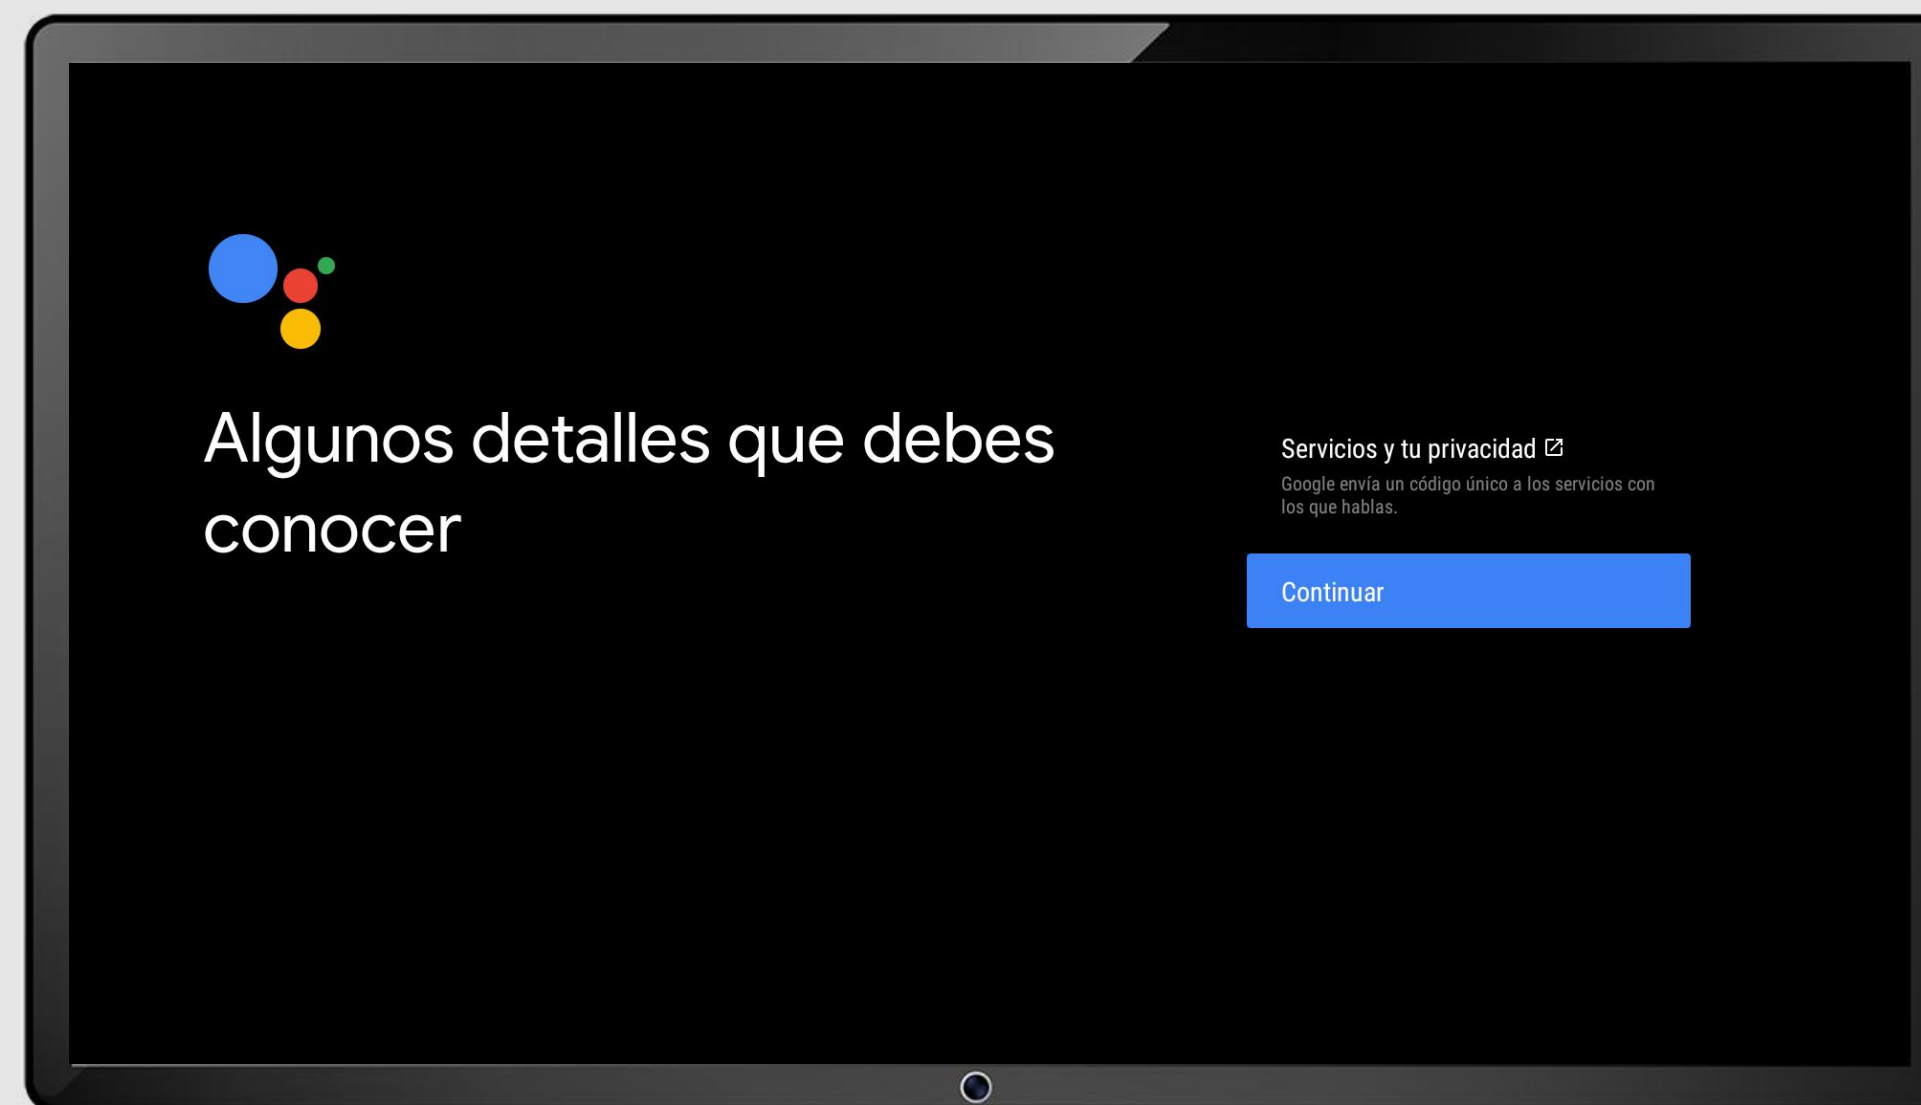 Algunos detalles que debes
conocer
Servicios y tu privacidad
Google envía un código único a los servicios con
los que hablas.
Continuar